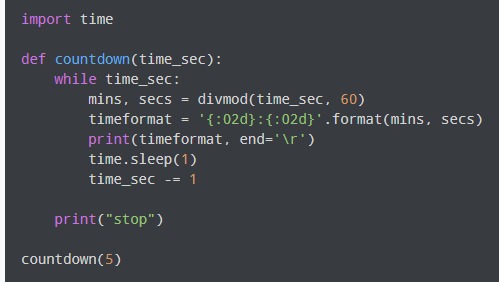 import time

def countdown(time_sec):
    while time_sec:
        mins, secs = divmod(time_sec, 60)
        timeformat = '{:02d}:{:02d}'.format(mins, secs)
        print(timeformat, end='\r')
        time.sleep(1)
        time_sec -= 1

    print("stop")

countdown(5)